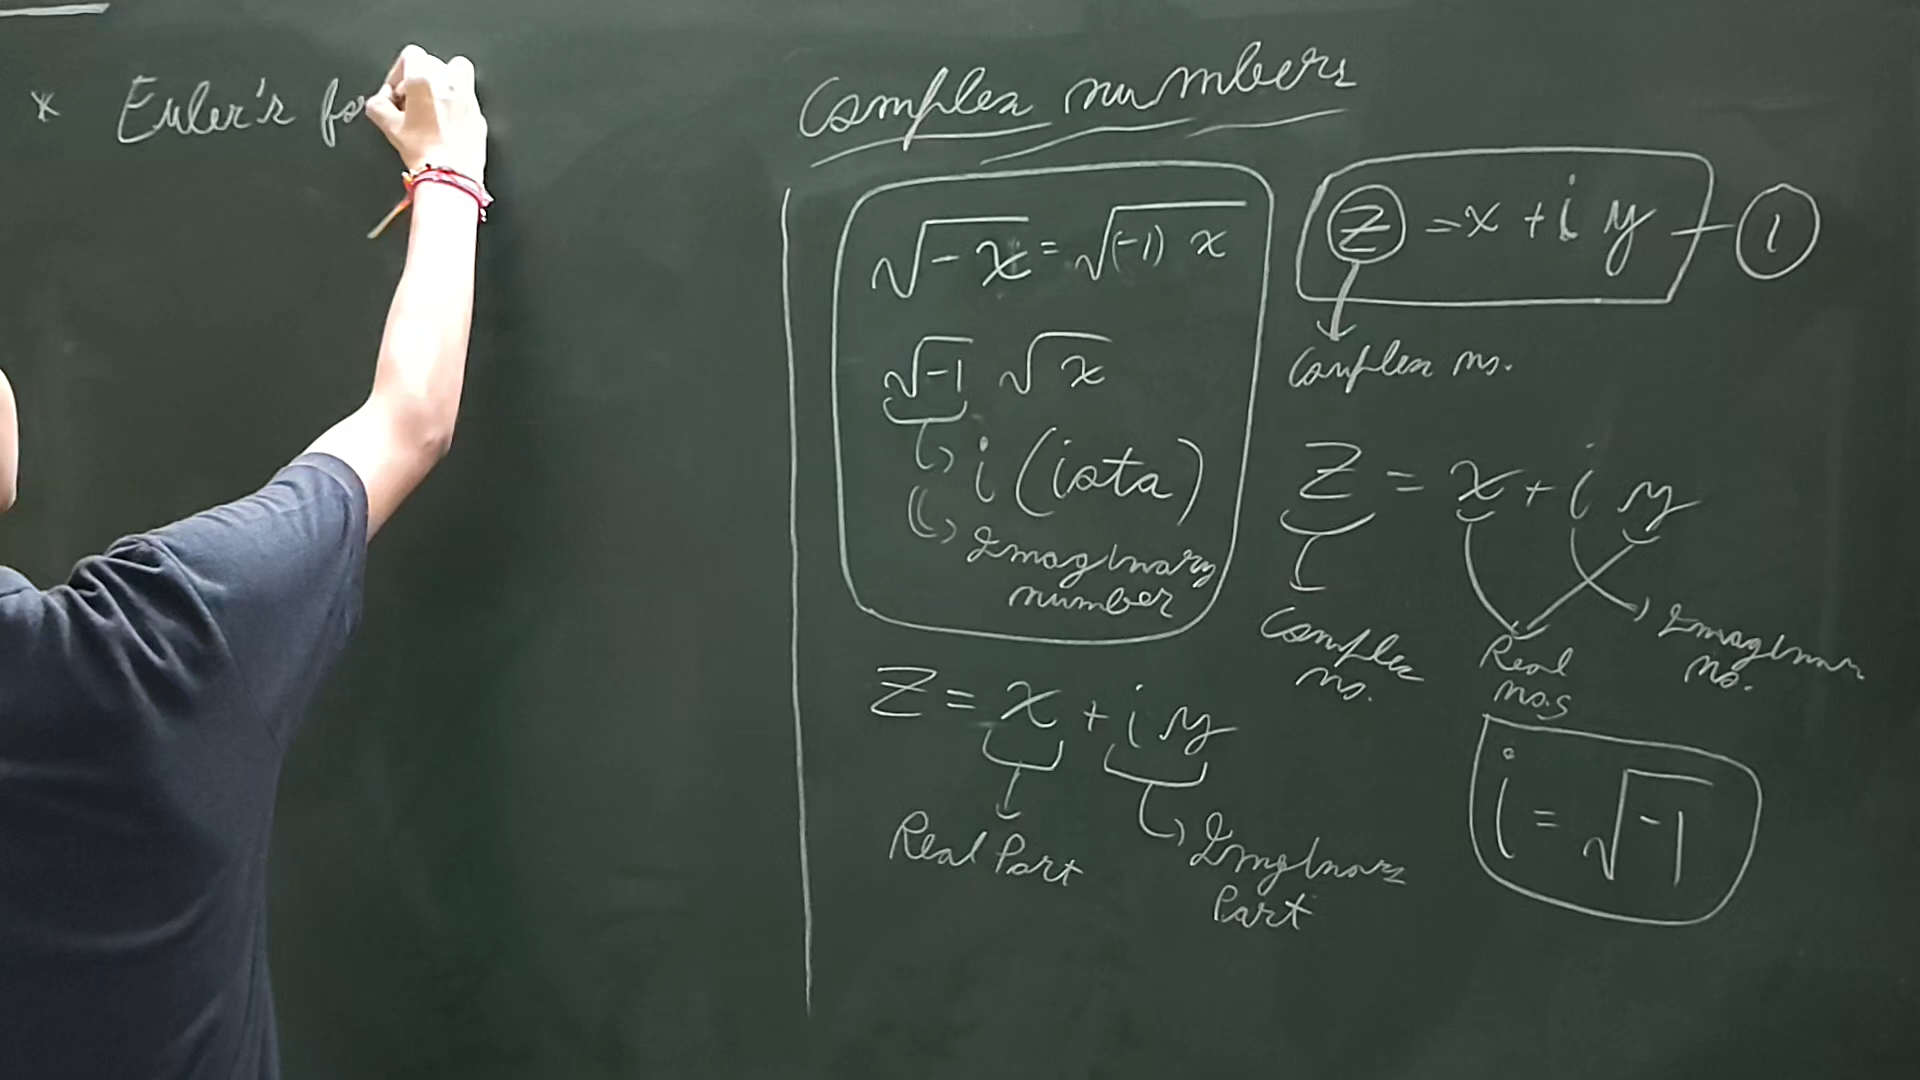 * Euler's fo
Complex numbers
√-x = √(-1) x
√-1 √x
i (iota)
Imaginary
number
z = x + i y — 1
Complex no.
Z = x + i y
Complex
no.
Real
nos
Imaginary
no.
Z = x + i y
Real Part
Imaginary
Part
i = √-1